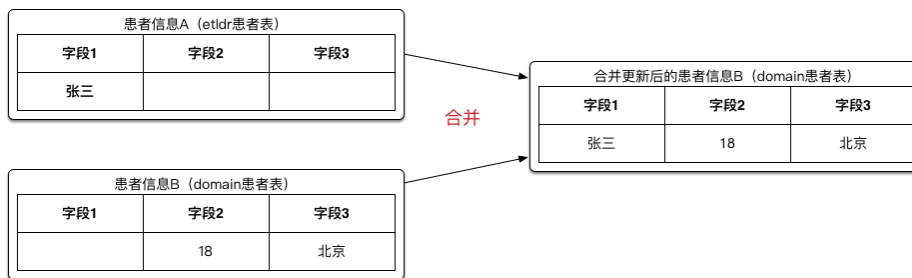 患者信息A（etldr患者表）
字段1 字段2 字段3
张三
合并
患者信息B（domain患者表）
字段1 字段2 字段3
18 北京
合并更新后的患者信息B（domain患者表）
字段1 字段2 字段3
张三 18 北京